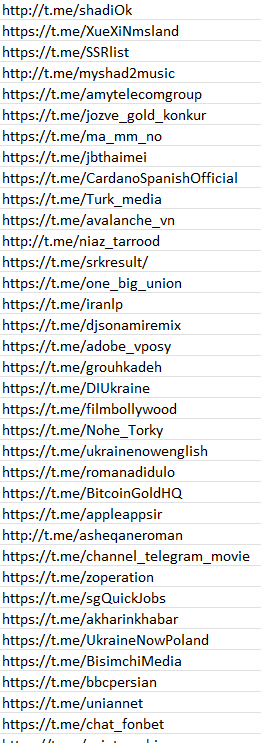 http://t.me/shadiOk
https://t.me/XueXiNmsland
https://t.me/SSRlist
http://t.me/myshad2music
https://t.me/amytelecomgroup
https://t.me/jozve_gold_konkur
https://t.me/ma_mm_no
https://t.me/jbthaimei
https://t.me/CardanoSpanishOfficial
https://t.me/Turk_media
https://t.me/avalanche_vn
http://t.me/niaz_tarrood
https://t.me/srkresult/
https://t.me/one_big_union
https://t.me/iranlp
https://t.me/djsonamiremix
https://t.me/adobe_vposy
https://t.me/grouhkadeh
https://t.me/DIUkraine
https://t.me/filmbollywood
https://t.me/Nohe_Torky
https://t.me/ukrainenowenglish
https://t.me/romanadidulo
https://t.me/BitcoinGoldHQ
https://t.me/appleappsir
http://t.me/asheqaneroman
https://t.me/channel_telegram_movie
https://t.me/zoperation
https://t.me/sgQuickJobs
https://t.me/akharinkhabar
https://t.me/UkraineNowPoland
https://t.me/BisimchiMedia
https://t.me/bbcpersian
https://t.me/uniannet
https://t.me/chat_fonbet